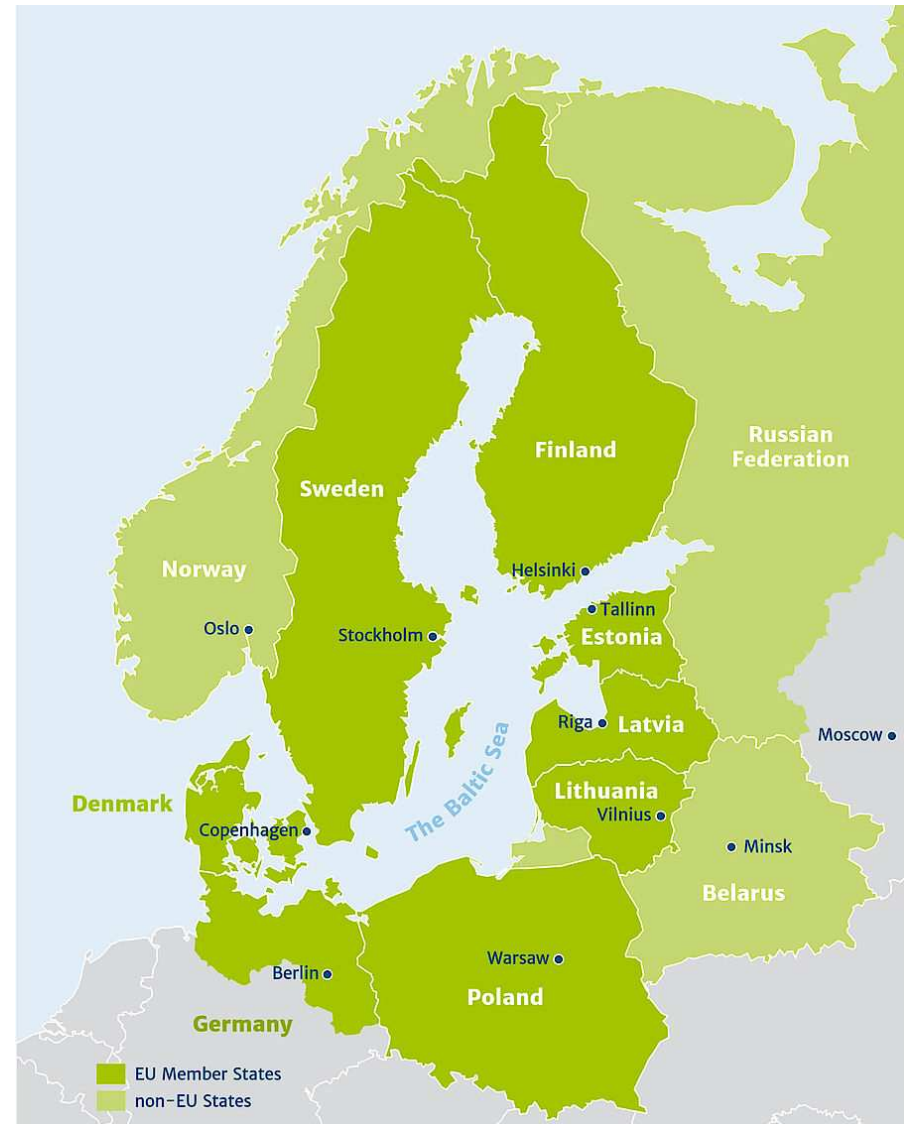 Finland
Russian
Federation
Sweden
Norway
Helsinki
Tallinn
Oslo
Stockholm
Estonia
Riga
Latvia
Moscow
The Baltic Sea
Lithuania
Denmark
Vilnius
Copenhagen
Minsk
Belarus
Warsaw
Berlin
Poland
Germany
EU Member States
non-EU States